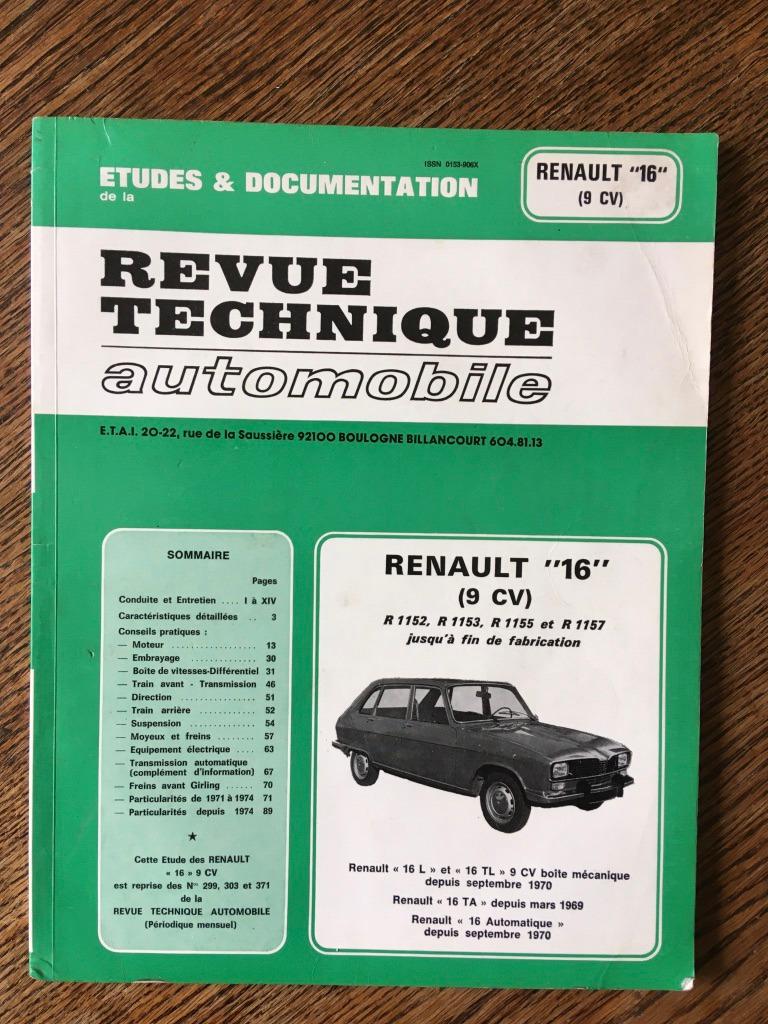 ISSN 0153-906X
ETUDES & DOCUMENTATION
de la
RENAULT "16"
(9 CV)
REVUE
TECHNIQUE
automobile
E.T.A.I. 20-22, rue de la Saussière 92100 BOULOGNE BILLANCOURT 604.81.13
SOMMAIRE
Pages
Conduite et Entretien .... I à XIV
Caractéristiques détaillées .. 3
Conseils pratiques :
— Moteur ................. 13
— Embrayage ............. 30
— Boite de vitesses-Différentiel 31
— Train avant - Transmission 46
— Direction ............... 51
— Train arrière ............ 52
— Suspension ............. 54
— Moyeux et freins ........ 57
— Equipement électrique .... 63
— Transmission automatique
(complément d'information) 67
— Freins avant Girling ...... 70
— Particularités de 1971 à 1974 71
— Particularités depuis 1974 89
★
Cette Etude des RENAULT
« 16 » 9 CV
est reprise des Nos 299, 303 et 371
de la
REVUE TECHNIQUE AUTOMOBILE
(Périodique mensuel)
RENAULT "16"
(9 CV)
R 1152, R 1153, R 1155 et R 1157
jusqu'à fin de fabrication
Renault « 16 L » et « 16 TL » 9 CV boîte mécanique
depuis septembre 1970
Renault « 16 TA » depuis mars 1969
Renault « 16 Automatique »
depuis septembre 1970